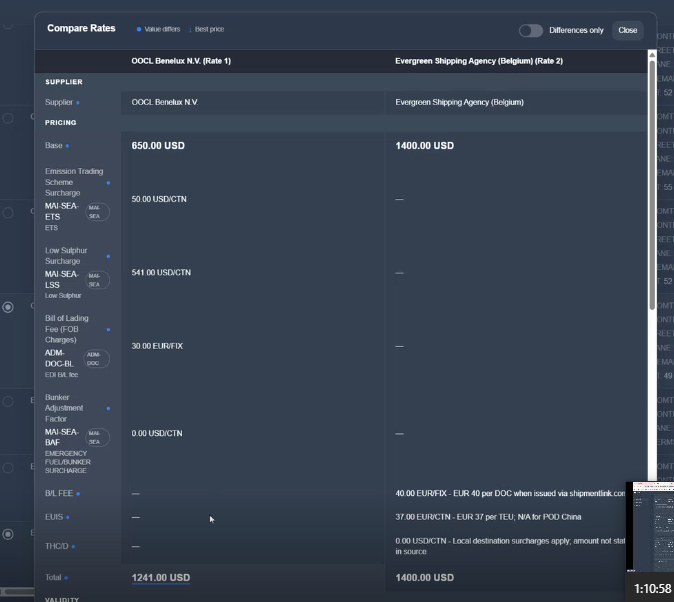 Compare Rates
Value differs
↓ Best price
Differences only
Close
OOCL Benelux N.V. (Rate 1)
Evergreen Shipping Agency (Belgium) (Rate 2)
SUPPLIER
Supplier
OOCL Benelux N.V.
Evergreen Shipping Agency (Belgium)
PRICING
Base
650.00 USD
1400.00 USD
Emission Trading
Scheme
Surcharge
MAI-SEA-
ETS
MAI-
SEA
ETS
50.00 USD/CTN
—
Low Sulphur
Surcharge
MAI-SEA-
LSS
MAI-
SEA
Low Sulphur
541.00 USD/CTN
—
Bill of Lading
Fee (FOB
Charges)
ADM-
DOC-BL
ADM-
DOC
EDI B/L fee
30.00 EUR/FIX
—
Bunker
Adjustment
Factor
MAI-SEA-
BAF
MAI-
SEA
EMERGENCY
FUEL/BUNKER
SURCHARGE
0.00 USD/CTN
—
B/L FEE
—
40.00 EUR/FIX - EUR 40 per DOC when issued via shipmentlink.com
EUIS
—
37.00 EUR/CTN - EUR 37 per TEU; N/A for POD China
THC/D
—
0.00 USD/CTN - Local destination surcharges apply; amount not stat
in source
Total
1241.00 USD
1400.00 USD
VALIDITY
1:10:58